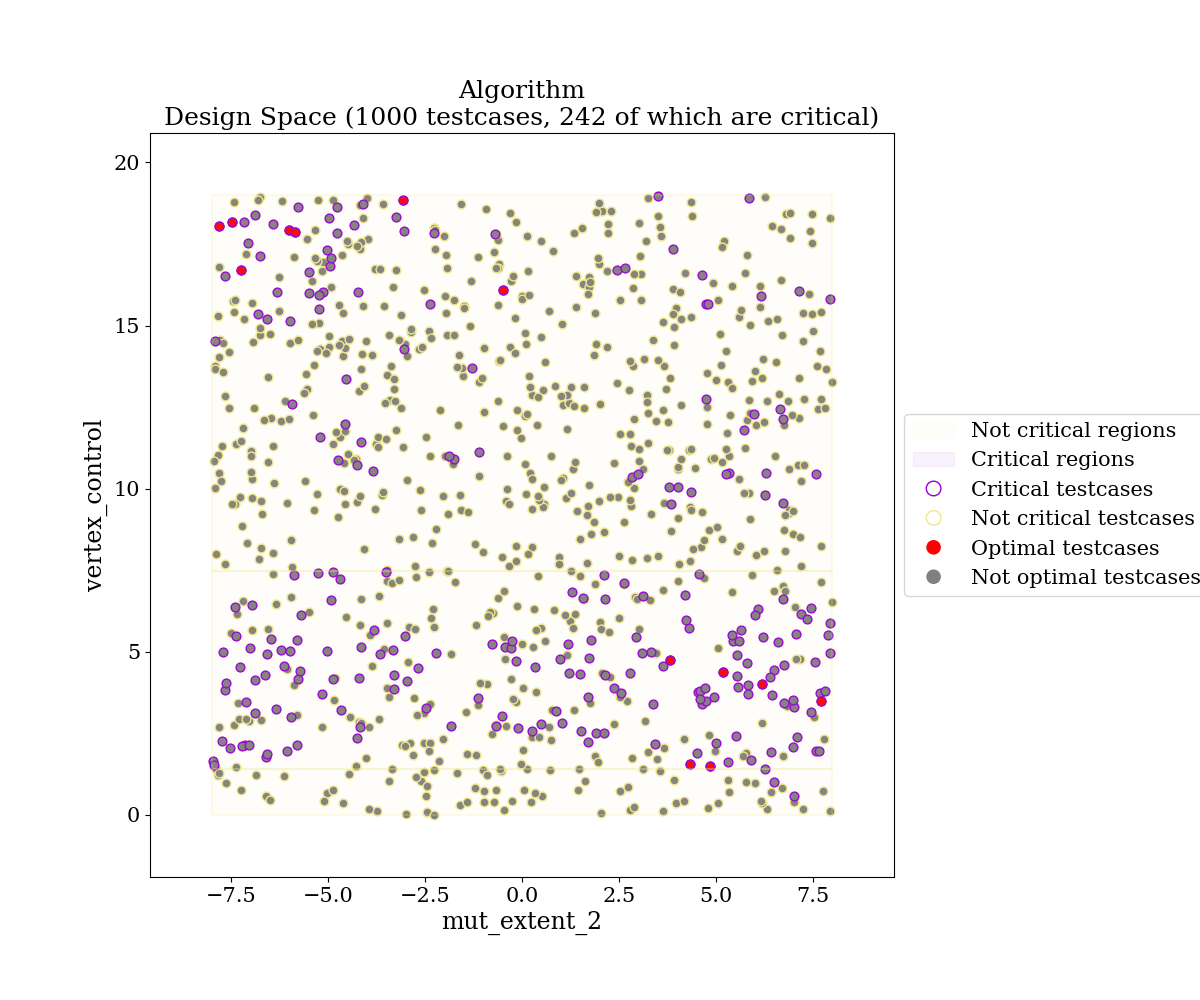 Algorithm
Design Space (1000 testcases, 242 of which are critical)
20
15
10
5
0
vertex_control
−7.5
−5.0
−2.5
0.0
2.5
5.0
7.5
mut_extent_2
Not critical regions
Critical regions
Critical testcases
Not critical testcases
Optimal testcases
Not optimal testcases